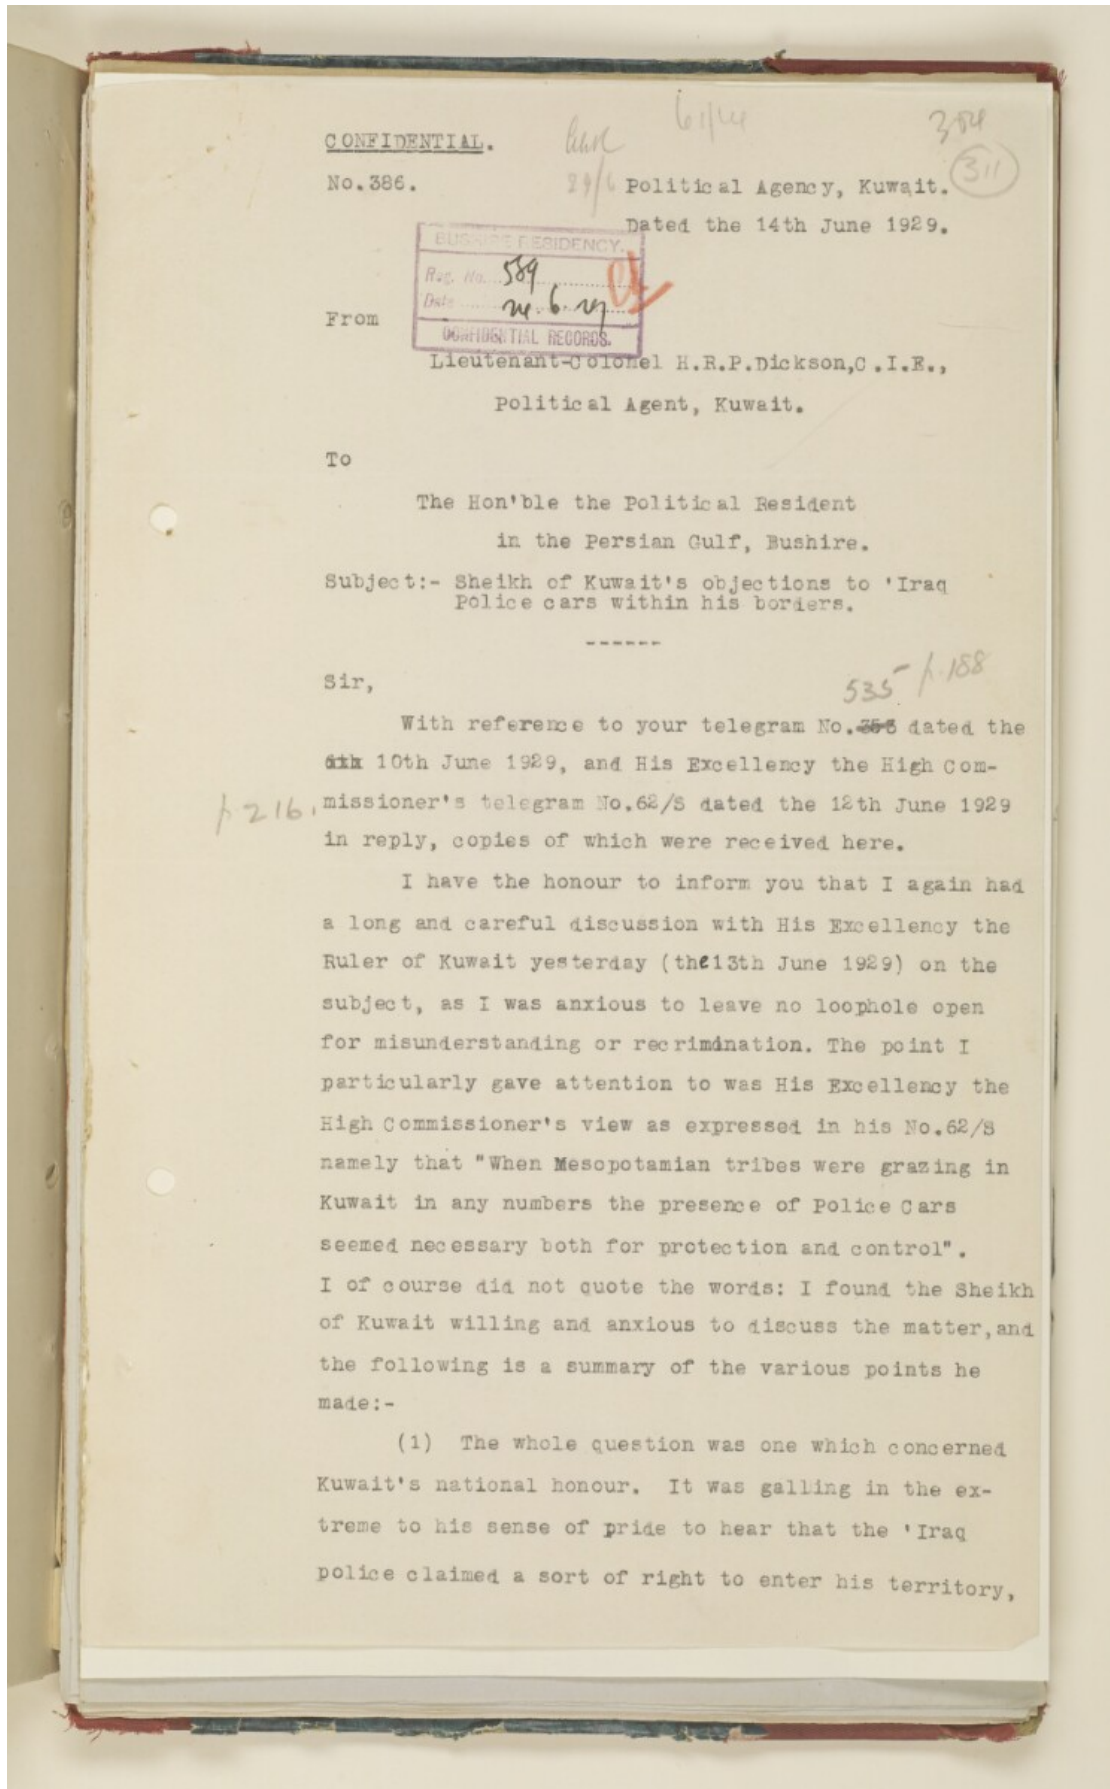 CONFIDENTIAL.
61/14
304
311
No.386.
Political Agency, Kuwait.
Dated the 14th June 1929.
BUSHIRE RESIDENCY.
Reg. No. 589
Date 24.6.29
CONFIDENTIAL RECORDS.
From
Lieutenant-Colonel H.R.P.Dickson,C.I.E.,
Political Agent, Kuwait.
To
The Hon'ble the Political Resident
in the Persian Gulf, Bushire.
Subject:- Sheikh of Kuwait's objections to 'Iraq
Police cars within his borders.
------
Sir,
535 p.188
With reference to your telegram No.353 dated the
10th June 1929, and His Excellency the High Com-
p.216. missioner's telegram No.62/S dated the 12th June 1929
in reply, copies of which were received here.
I have the honour to inform you that I again had
a long and careful discussion with His Excellency the
Ruler of Kuwait yesterday (the13th June 1929) on the
subject, as I was anxious to leave no loophole open
for misunderstanding or recrimination. The point I
particularly gave attention to was His Excellency the
High Commissioner's view as expressed in his No.62/S
namely that "When Mesopotamian tribes were grazing in
Kuwait in any numbers the presence of Police Cars
seemed necessary both for protection and control".
I of course did not quote the words: I found the Sheikh
of Kuwait willing and anxious to discuss the matter,and
the following is a summary of the various points he
made:-
(1) The whole question was one which concerned
Kuwait's national honour. It was galling in the ex-
treme to his sense of pride to hear that the 'Iraq
police claimed a sort of right to enter his territory,